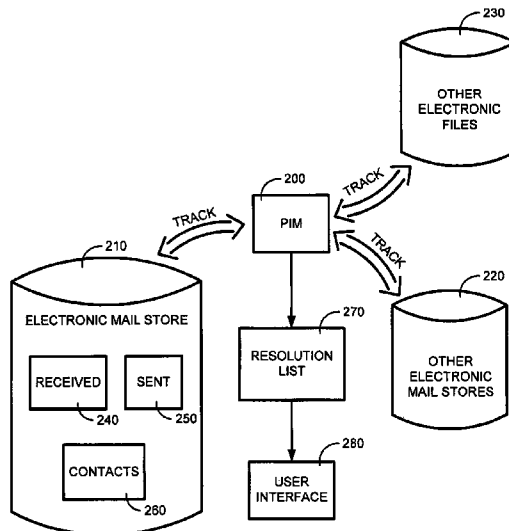 230
OTHER
ELECTRONIC
FILES
200
TRACK
PIM
TRACK
TRACK
210
ELECTRONIC MAIL STORE
RECEIVED
SENT
240
250
CONTACTS
260
270
RESOLUTION
LIST
220
OTHER
ELECTRONIC
MAIL STORES
280
USER
INTERFACE